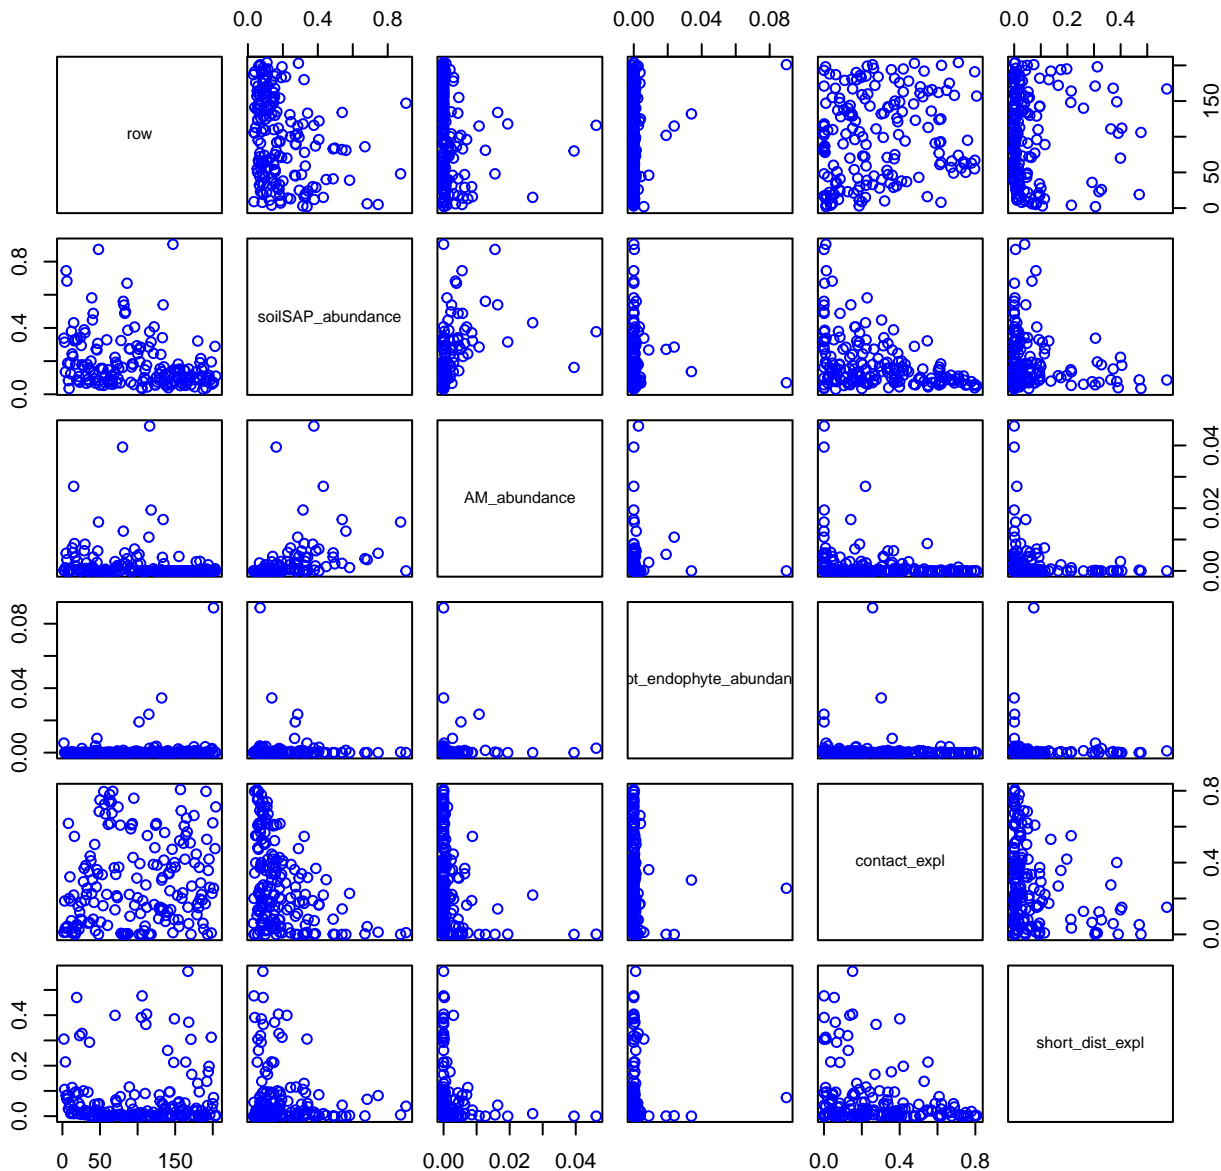 0.0 0.4 0.8 0.00 0.04 0.08 0.0 0.2 0.4
row
0 50 150
0.0 0.4 0.8
soilSAP_abundance
AM_abundance
0.00 0.02 0.04
0.00 0.04 0.08
ot_endophyte_abundan
contact_expl
0.0 0.4 0.8
0.0 0.2 0.4
short_dist_expl
0 50 150 0.00 0.02 0.04 0.0 0.4 0.8